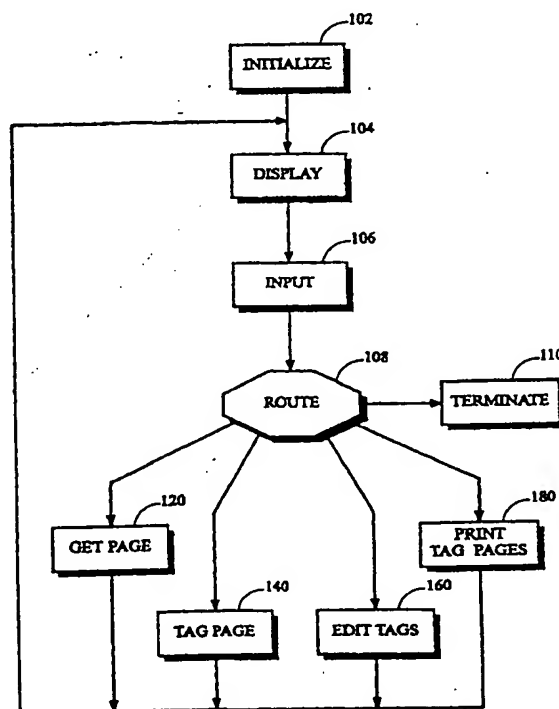 102
INITIALIZE
104
DISPLAY
106
INPUT
108
ROUTE
110
TERMINATE
120
GET PAGE
180
PRINT
TAG PAGES
140
TAG PAGE
160
EDIT TAGS